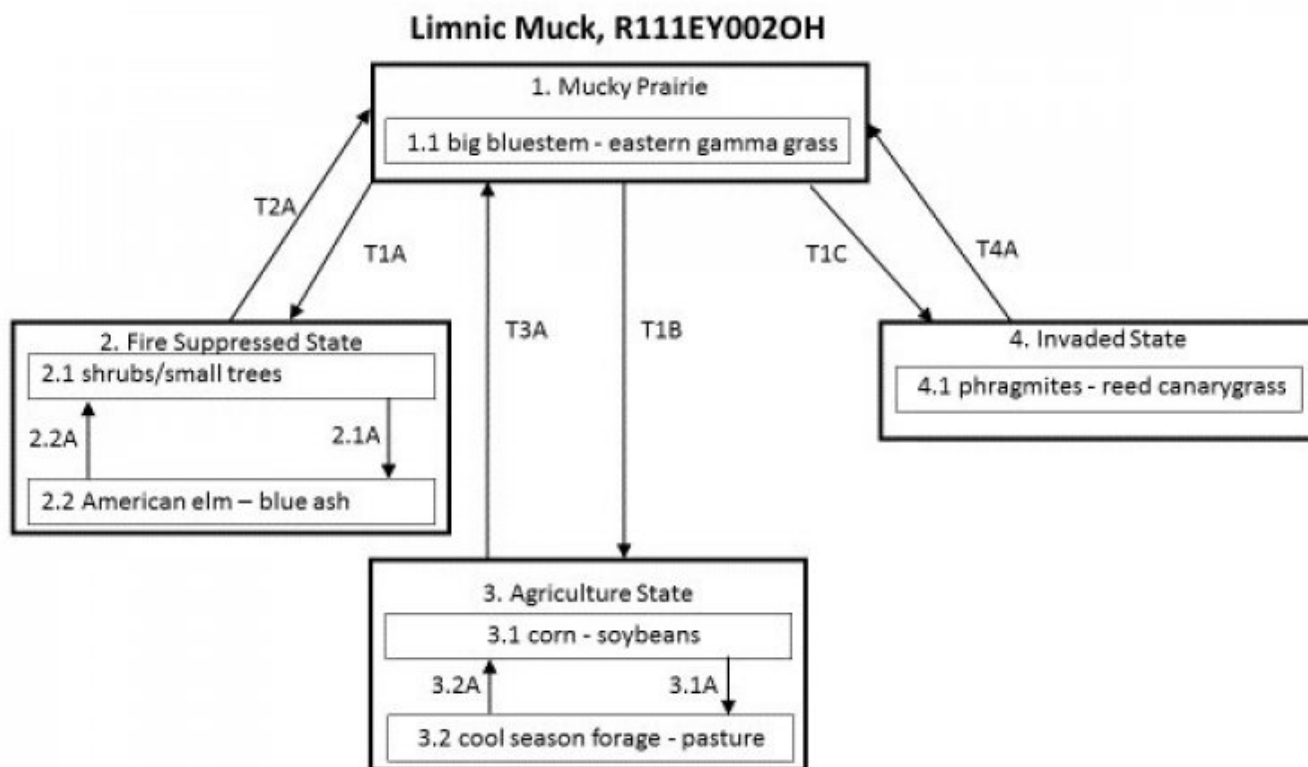 Limnic Muck, R111EY002OH
1. Mucky Prairie
1.1 big bluestem - eastern gamma grass
T2A
T1A
T3A
T1B
T1C
T4A
2. Fire Suppressed State
2.1 shrubs/small trees
2.2A
2.1A
2.2 American elm – blue ash
4. Invaded State
4.1 phragmites - reed canarygrass
3. Agriculture State
3.1 corn - soybeans
3.2A
3.1A
3.2 cool season forage - pasture